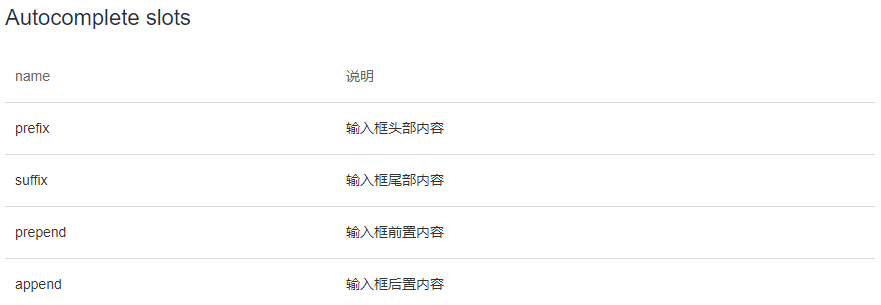 Autocomplete slots
name 说明
prefix 输入框头部内容
suffix 输入框尾部内容
prepend 输入框前置内容
append 输入框后置内容